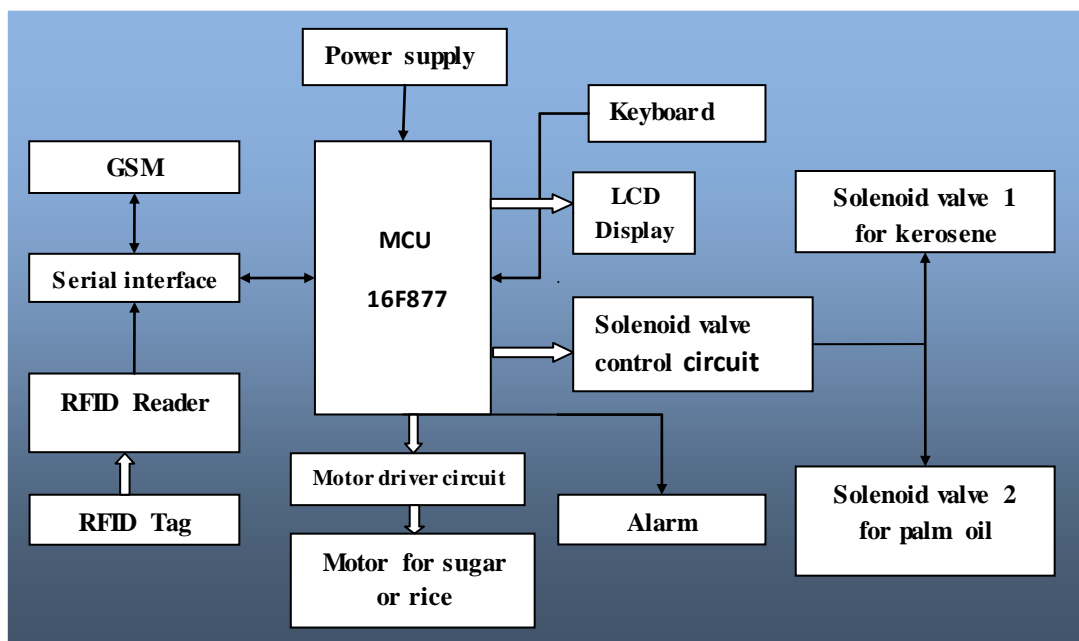 Power supply
Keyboard
GSM
LCD
Display
Solenoid valve 1
for kerosene
MCU
16F877
Serial interface
Solenoid valve
control circuit
RFID Reader
Motor driver circuit
RFID Tag
Alarm
Solenoid valve 2
for palm oil
Motor for sugar
or rice